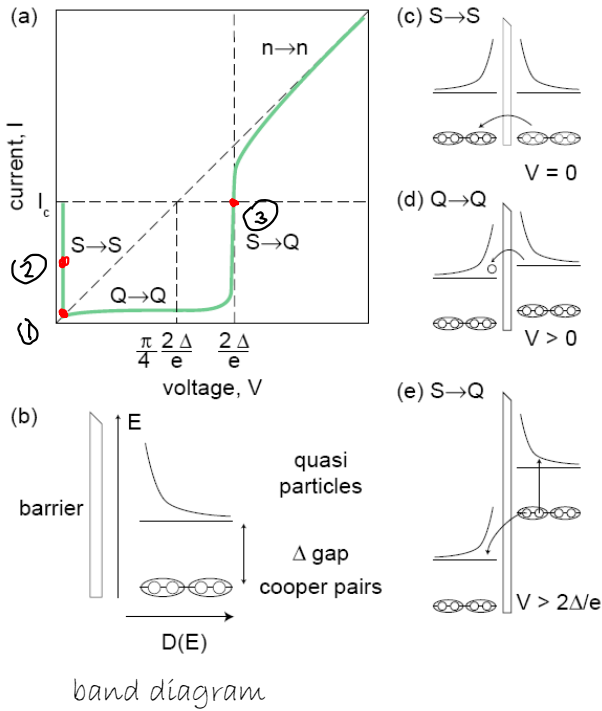 (a)
n→n
current, I
I_c
S→S
S→Q
Q→Q
①
②
③
π/4 2Δ/e
2Δ/e
voltage, V
(b)
E
barrier
quasi
particles
Δ gap
cooper pairs
D(E)
band diagram
(c) S→S
V = 0
(d) Q→Q
V > 0
(e) S→Q
V > 2Δ/e